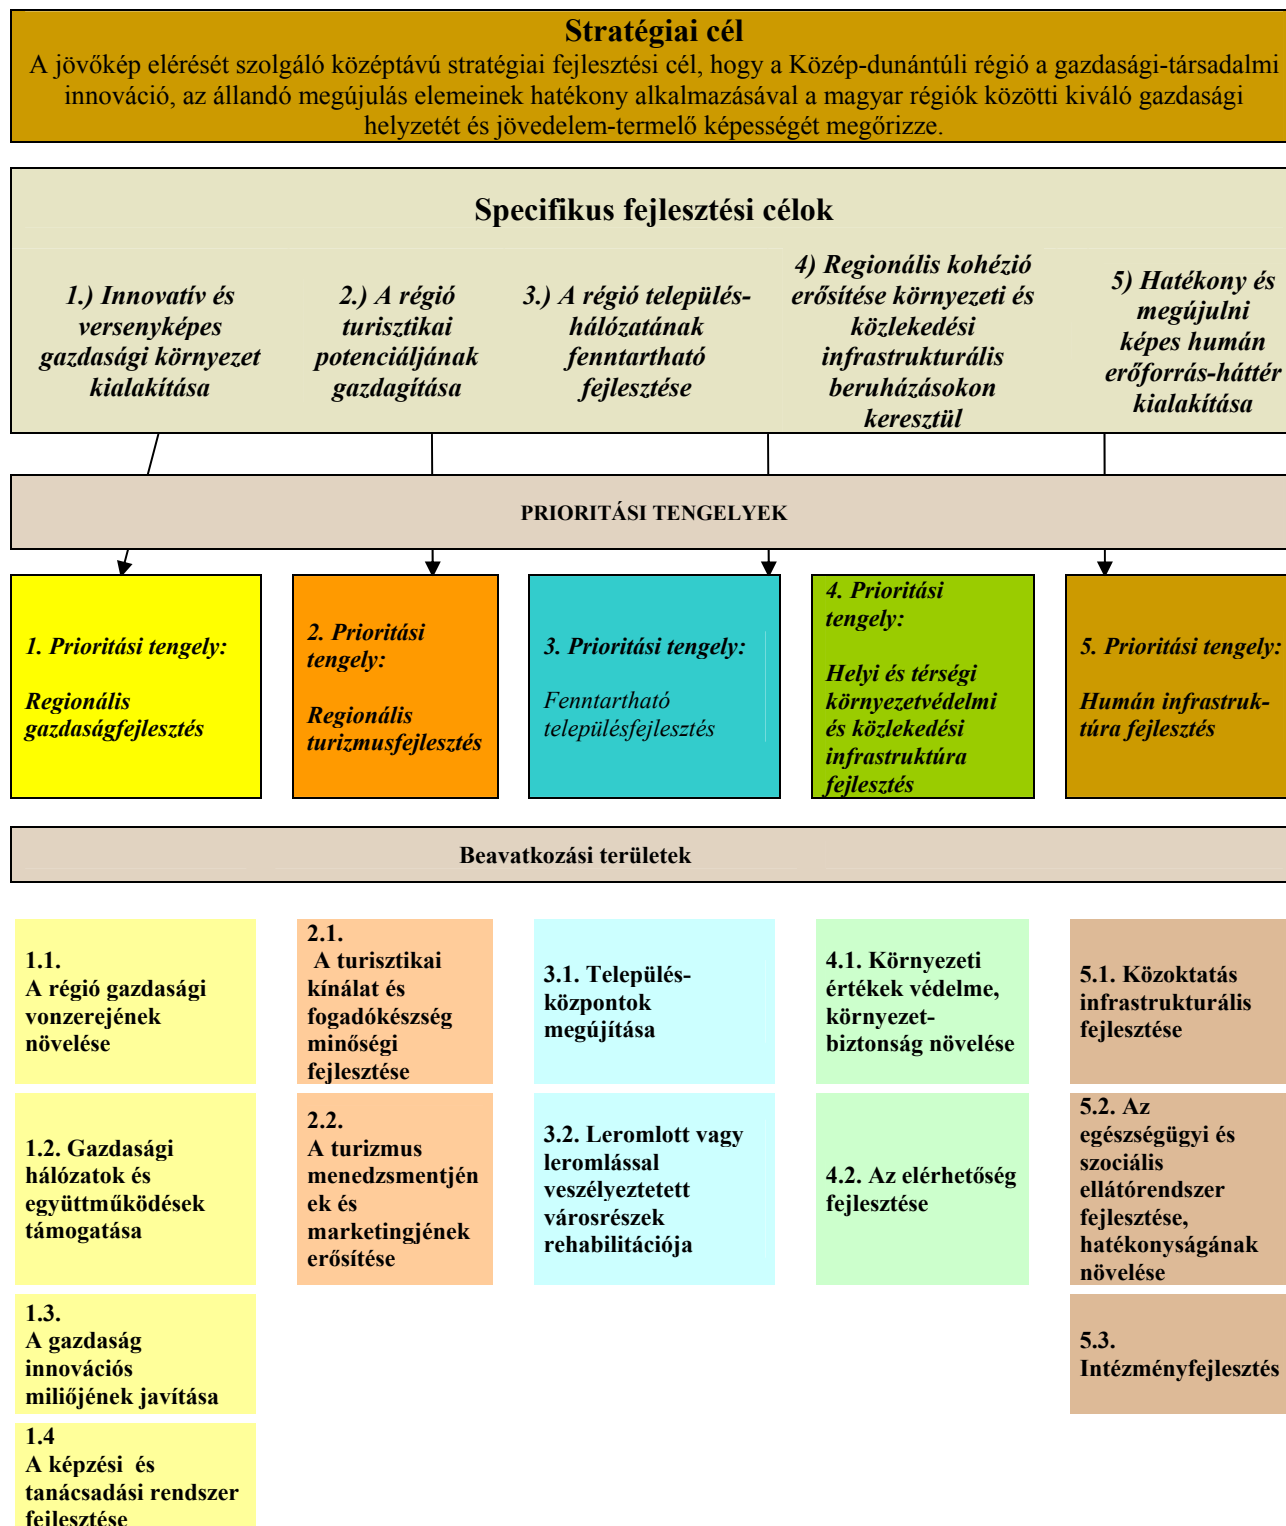 Stratégiai cél
A jövőkép elérését szolgáló középtávú stratégiai fejlesztési cél, hogy a Közép-dunántúli régió a gazdasági-társadalmi
innováció, az állandó megújulás elemeinek hatékony alkalmazásával a magyar régiók közötti kiváló gazdasági
helyzetét és jövedelem-termelő képességét megőrizze.
Specifikus fejlesztési célok
1.) Innovatív és
versenyképes
gazdasági környezet
kialakítása
2.) A régió
turisztikai
potenciáljának
gazdagítása
3.) A régió település-
hálózatának
fenntartható
fejlesztése
4) Regionális kohézió
erősítése környezeti és
közlekedési
infrastrukturális
beruházásokon
keresztül
5) Hatékony és
megújulni
képes humán
erőforrás-háttér
kialakítása
PRIORITÁSI TENGELYEK
1. Prioritási tengely:
Regionális
gazdaságfejlesztés
2. Prioritási
tengely:
Regionális
turizmusfejlesztés
3. Prioritási tengely:
Fenntartható
településfejlesztés
4. Prioritási
tengely:
Helyi és térségi
környezetvédelmi
és közlekedési
infrastruktúra
fejlesztés
5. Prioritási tengely:
Humán infrastruk-
túra fejlesztés
Beavatkozási területek
1.1.
A régió gazdasági
vonzerejének
növelése
2.1.
A turisztikai
kínálat és
fogadókészség
minőségi
fejlesztése
3.1. Település-
központok
megújítása
4.1. Környezeti
értékek védelme,
környezet-
biztonság növelése
5.1. Közoktatás
infrastrukturális
fejlesztése
1.2. Gazdasági
hálózatok és
együttműködések
támogatása
2.2.
A turizmus
menedzsmentjén
ek és
marketingjének
erősítése
3.2. Leromlott vagy
leromlással
veszélyeztetett
városrészek
rehabilitációja
4.2. Az elérhetőség
fejlesztése
5.2. Az
egészségügyi és
szociális
ellátórendszer
fejlesztése,
hatékonyságának
növelése
1.3.
A gazdaság
innovációs
miliőjének javítása
5.3.
Intézményfejlesztés
1.4
A képzési és
tanácsadási rendszer
fejlesztése